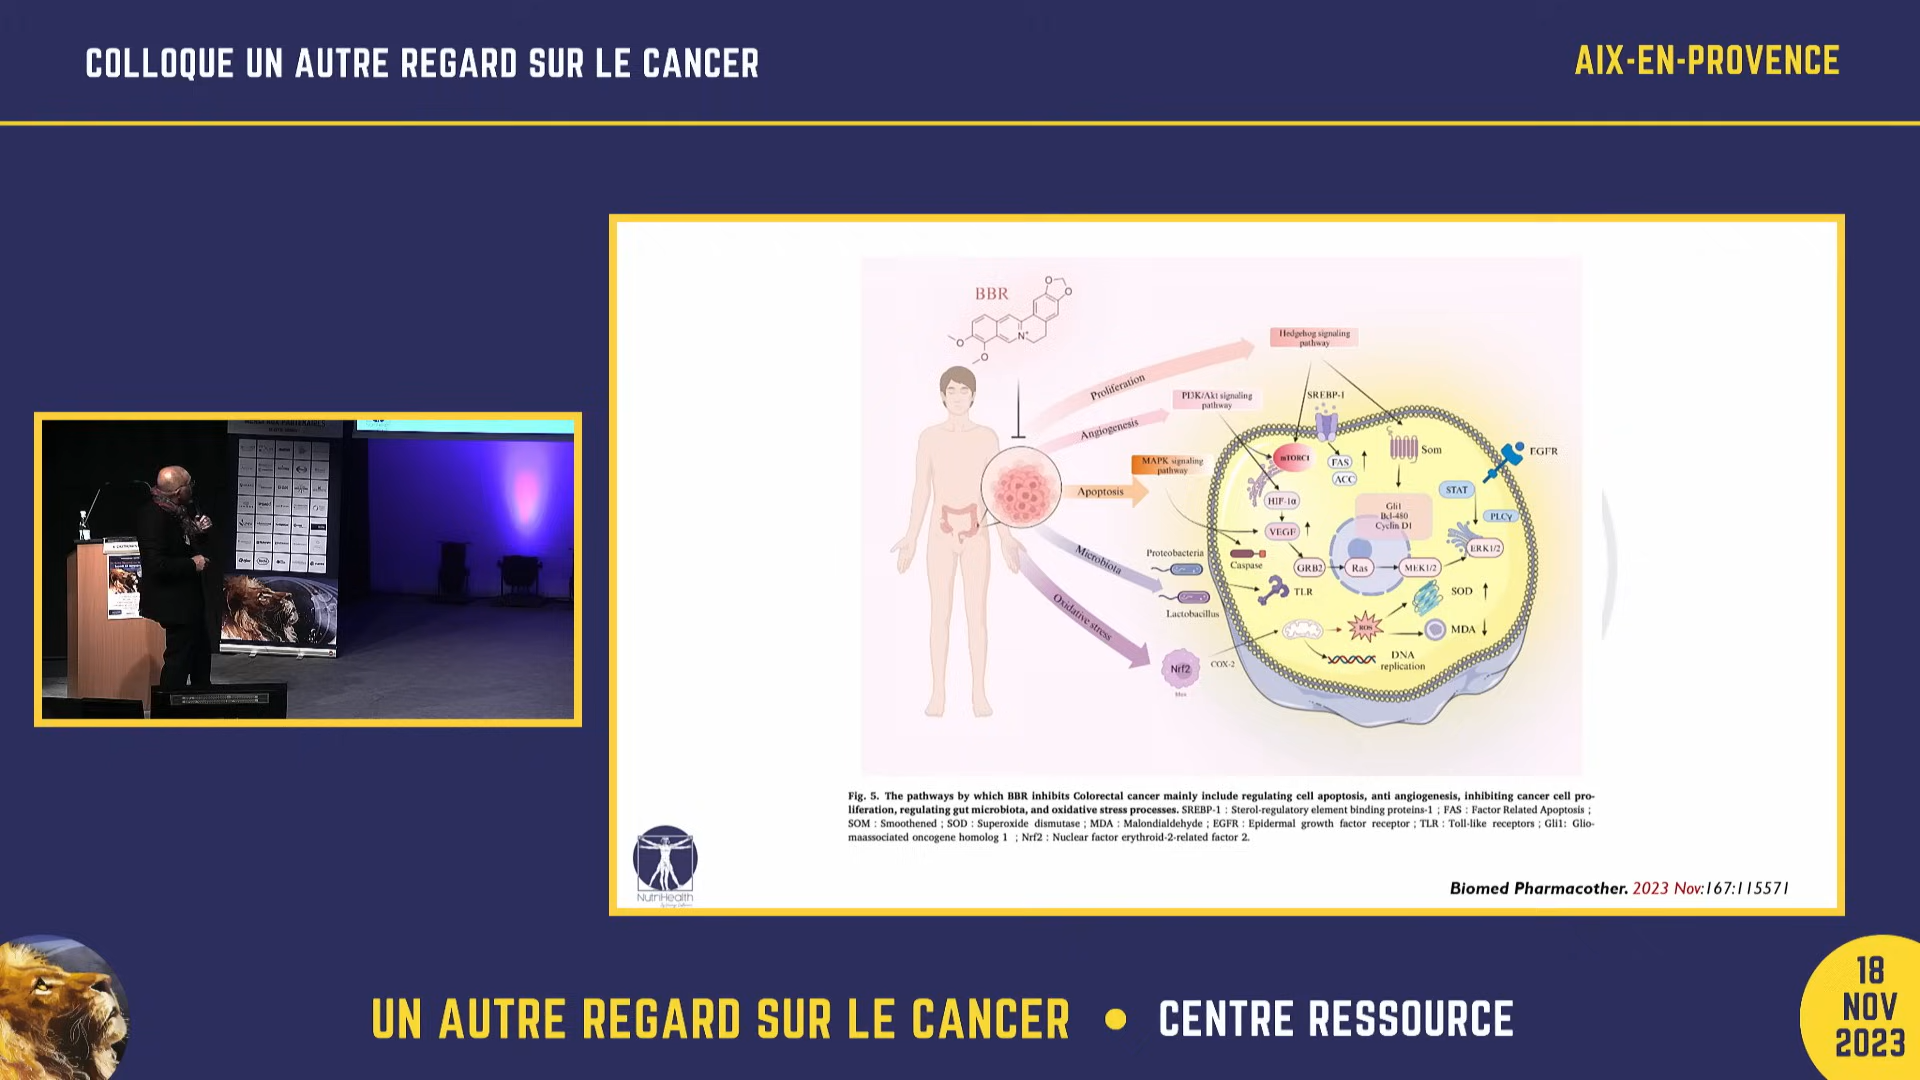 COLLOQUE UN AUTRE REGARD SUR LE CANCER
AIX-EN-PROVENCE
BBR
N+
O
O
O
O
Hedgehog signaling
pathway
Proliferation
PI3K/Akt signaling
pathway
SREBP-1
Angiogenesis
MAPK signaling
pathway
mTORC1
FAS
ACC
Som
EGFR
Apoptosis
HIF-1α
STAT
Gli1
Bcl-480
Cyclin D1
PLCγ
VEGF
Microbiota
Proteobacteria
Caspase
GRB2
Ras
MEK1/2
ERK1/2
TLR
SOD
Lactobacillus
Oxidative stress
ROS
MDA
Nrf2
COX-2
DNA
replication
Fig. 5. The pathways by which BBR inhibits Colorectal cancer mainly include regulating cell apoptosis, anti angiogenesis, inhibiting cancer cell pro-
liferation, regulating gut microbiota, and oxidative stress processes. SREBP-1 : Sterol-regulatory element binding proteins-1 ; FAS : Factor Related Apoptosis ;
SOM : Smoothened ; SOD : Superoxide dismutase ; MDA : Malondialdehyde ; EGFR : Epidermal growth factor receptor ; TLR : Toll-like receptors ; Gli1: Glio-
maassociated oncogene homolog 1 ; Nrf2 : Nuclear factor erythroid-2-related factor 2.
NutriHealth
Biomed Pharmacother. 2023 Nov:167:115571
UN AUTRE REGARD SUR LE CANCER • CENTRE RESSOURCE
18
NOV
2023